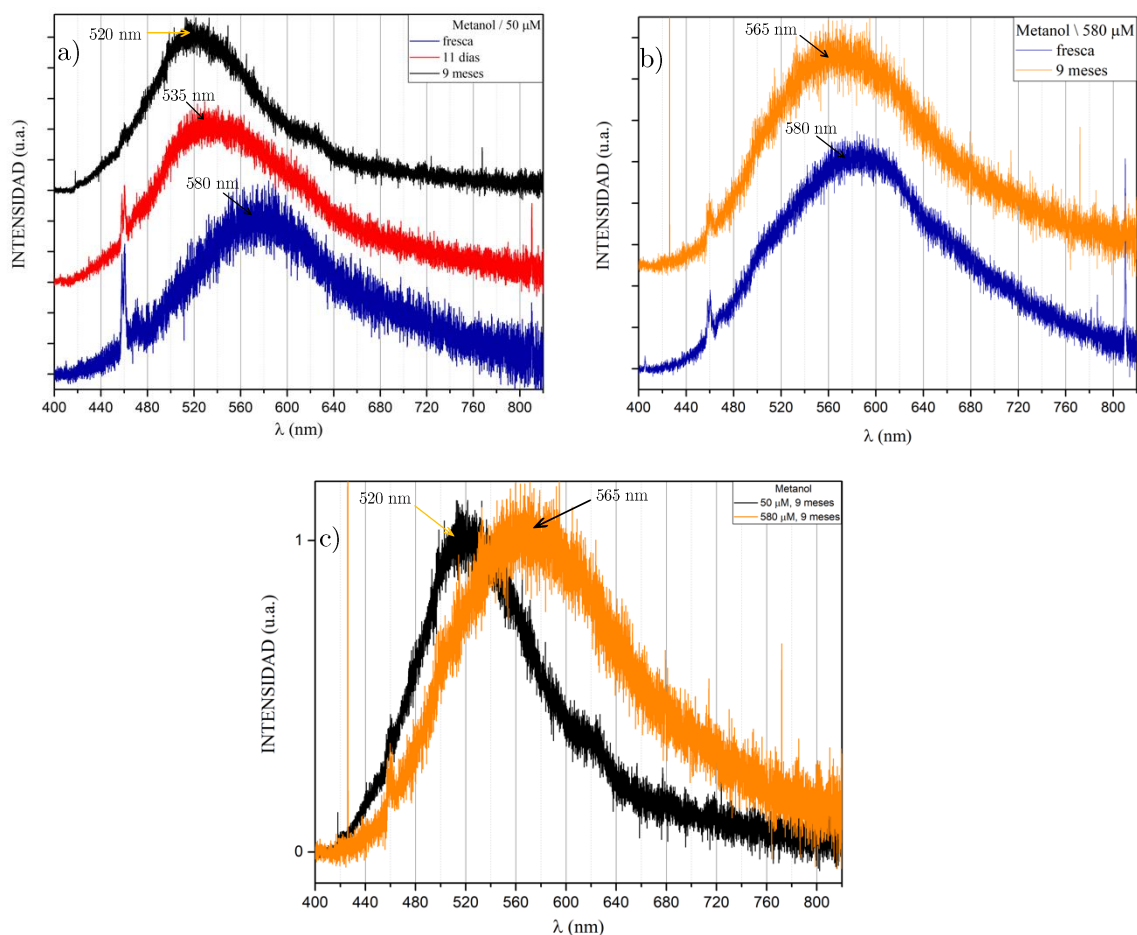 a)
520 nm
535 nm
580 nm
Metanol / 50 µM
fresca
11 días
9 meses
INTENSIDAD (u.a.)
400 440 480 520 560 600 640 680 720 760 800
λ (nm)
b)
565 nm
580 nm
Metanol \ 580 µM
fresca
9 meses
INTENSIDAD (u.a.)
400 440 480 520 560 600 640 680 720 760 800
λ (nm)
c)
520 nm
565 nm
Metanol
50 µM, 9 meses
580 µM, 9 meses
INTENSIDAD (u.a.)
1
0
400 440 480 520 560 600 640 680 720 760 800
λ (nm)